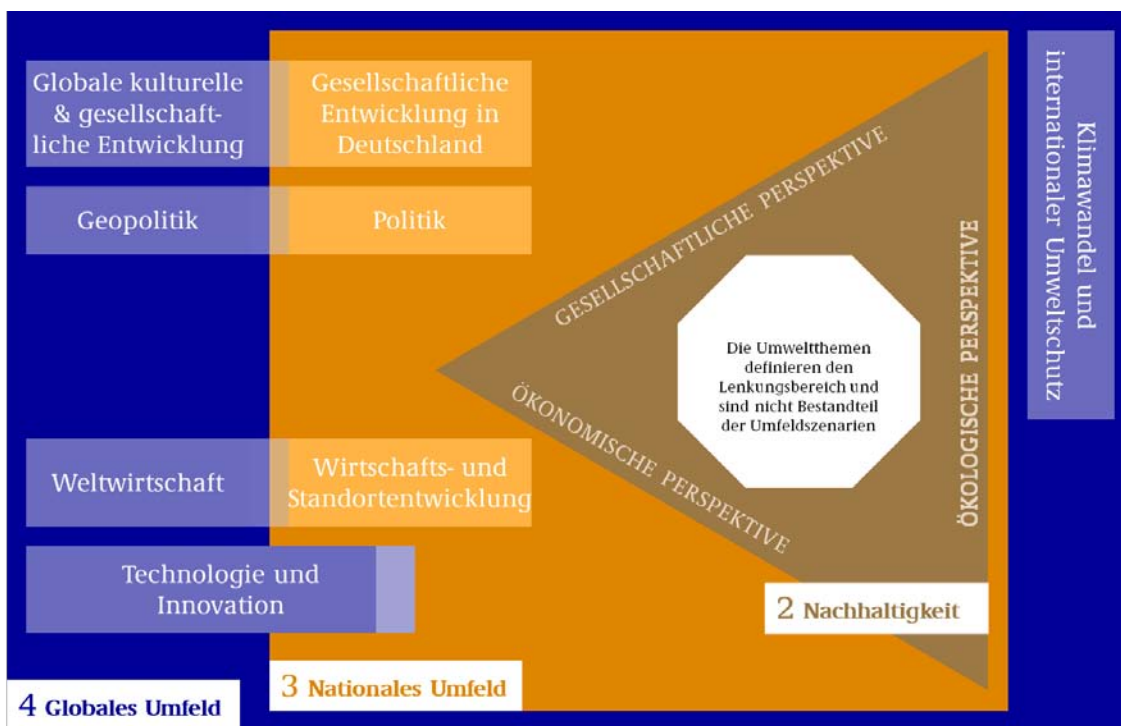 Globale kulturelle
& gesellschaft-
liche Entwicklung
Gesellschaftliche
Entwicklung in
Deutschland
Geopolitik
Politik
Weltwirtschaft
Wirtschafts- und
Standortentwicklung
Technologie und
Innovation
GESELLSCHAFTLICHE PERSPEKTIVE
ÖKONOMISCHE PERSPEKTIVE
ÖKOLOGISCHE PERSPEKTIVE
Die Umweltthemen
definieren den
Lenkungsbereich und
sind nicht Bestandteil
der Umfeldszenarien
Klimawandel und
internationaler Umweltschutz
2 Nachhaltigkeit
3 Nationales Umfeld
4 Globales Umfeld